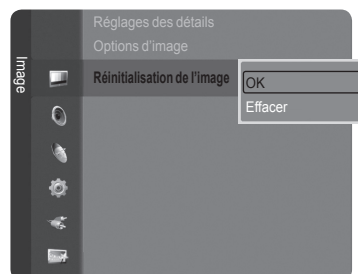 Image
Réglages des détails
Options d'image
Réinitialisation de l'image
OK
Effacer